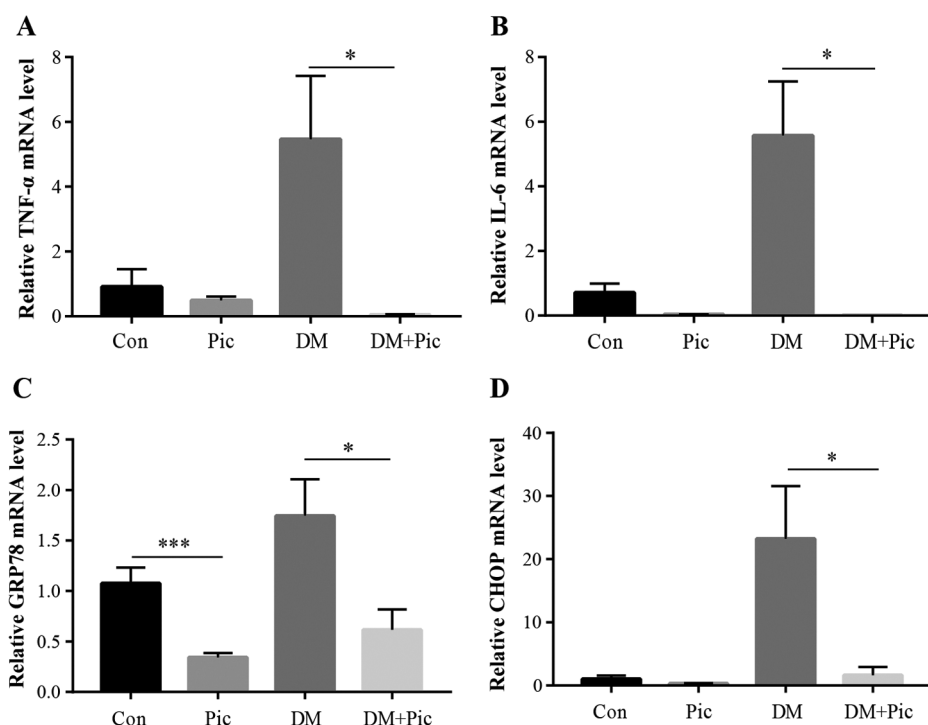 A
Relative TNF-α mRNA level
8
6
4
2
0
*
Con Pic DM DM+Pic
B
Relative IL-6 mRNA level
8
6
4
2
0
*
Con Pic DM DM+Pic
C
Relative GRP78 mRNA level
2.5
2.0
1.5
1.0
0.5
0.0
***
*
Con Pic DM DM+Pic
D
Relative CHOP mRNA level
40
30
20
10
0
*
Con Pic DM DM+Pic